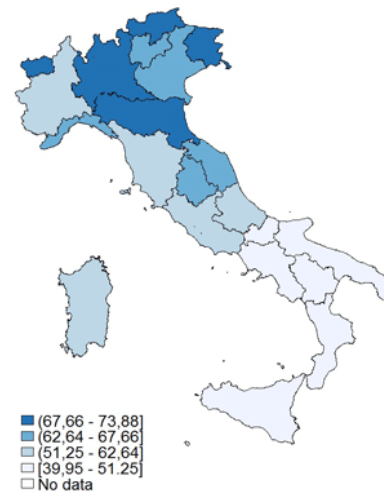 (67,66 - 73,88]
(62,64 - 67,66]
(51,25 - 62,64]
[39,95 - 51.25]
No data